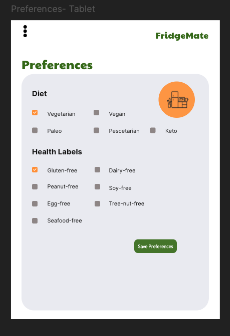 Preferences- Tablet
FridgeMate
Preferences
Diet
Vegetarian Vegan
Paleo Pescetarian Keto
Health Labels
Gluten-free Dairy-free
Peanut-free Soy-free
Egg-free Tree-nut-free
Seafood-free
Save Preferences